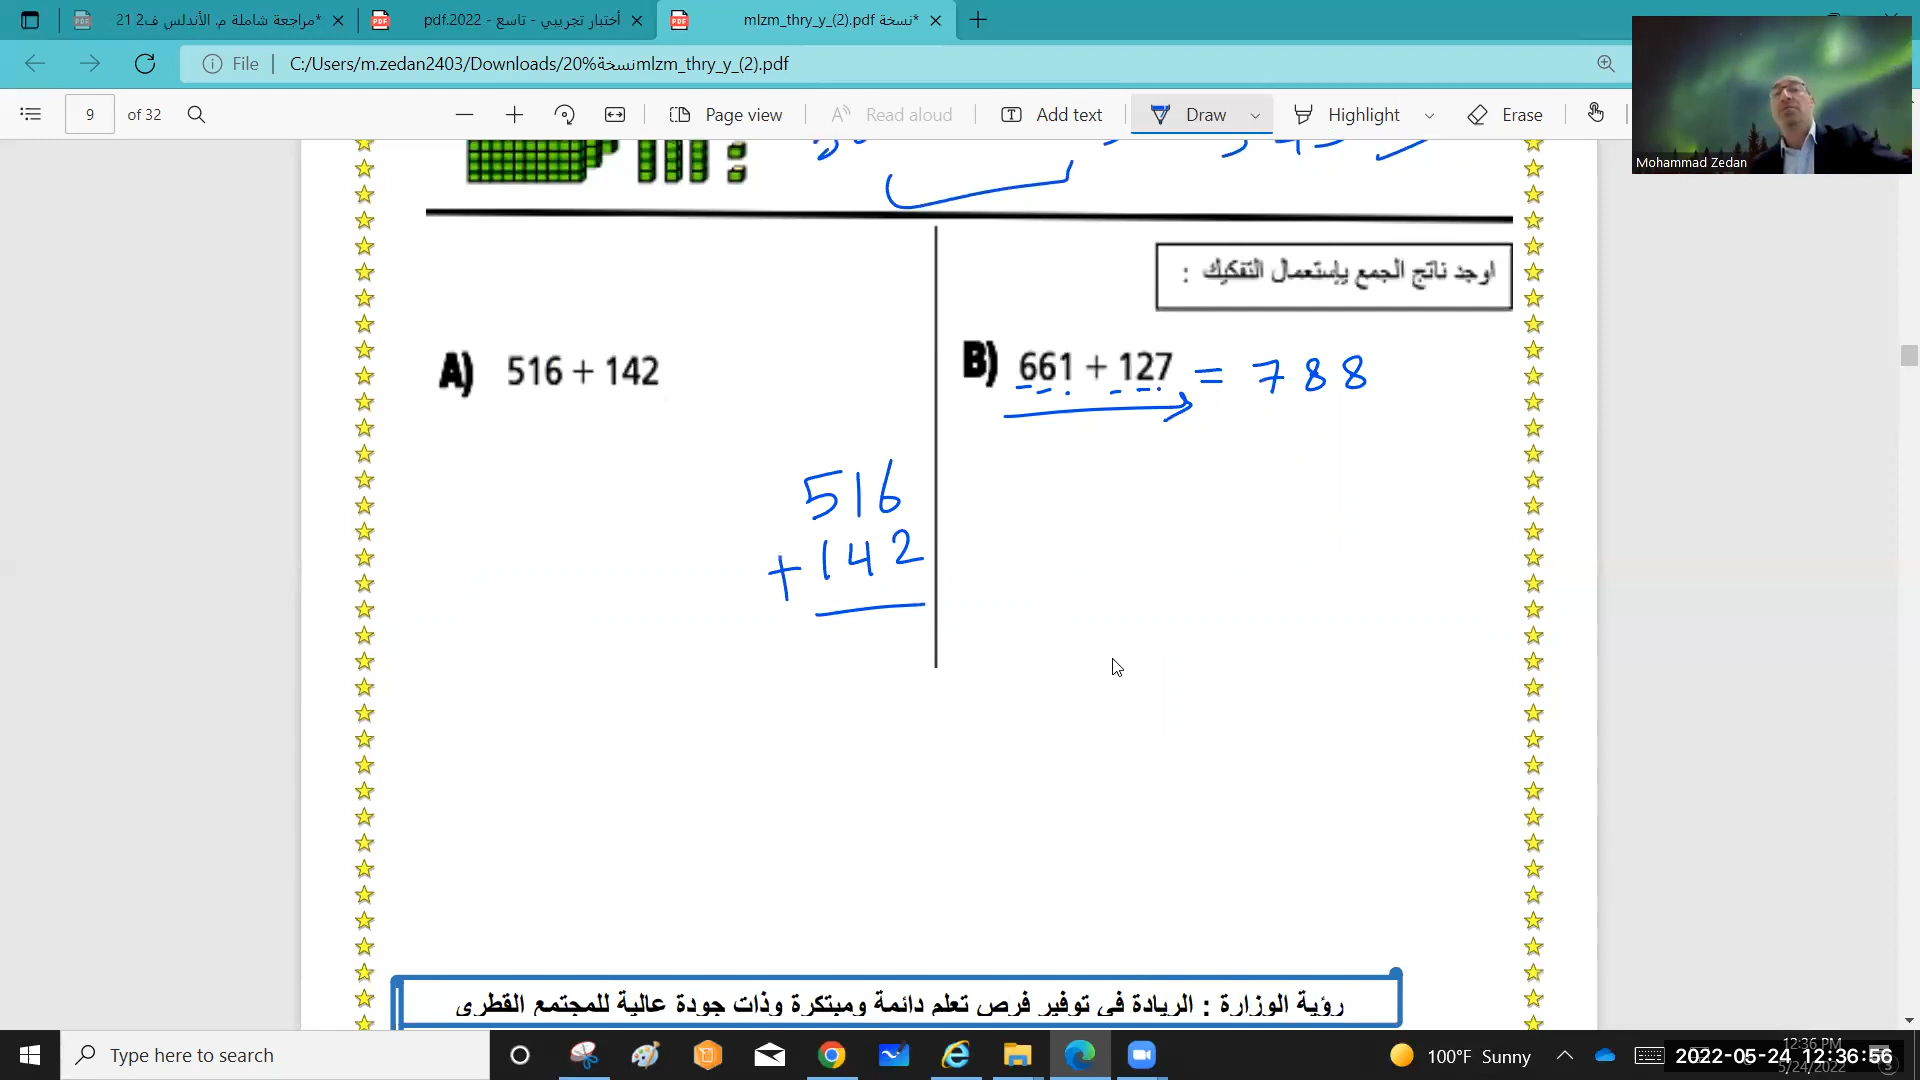 *مراجعة شاملة م. الأندلس ف2 21
أختبار تجريبي - تاسع - 2022.pdf
*نسخة mlzm_thry_y_(2).pdf
File
C:/Users/m.zedan2403/Downloads/20%نسخةmlzm_thry_y_(2).pdf
9 of 32
Page view
Read aloud
Add text
Draw
Highlight
Erase
Mohammad Zedan
اوجد ناتج الجمع بإستعمال التفكيك :
A) 516 + 142
B) 661 + 127 = 788
516
+ 142
رؤية الوزارة : الريادة في توفير فرص تعلم دائمة ومبتكرة وذات جودة عالية للمجتمع القطري
Type here to search
100°F Sunny
12:36 PM
5/24/2022
2022-05-24 12:36:56